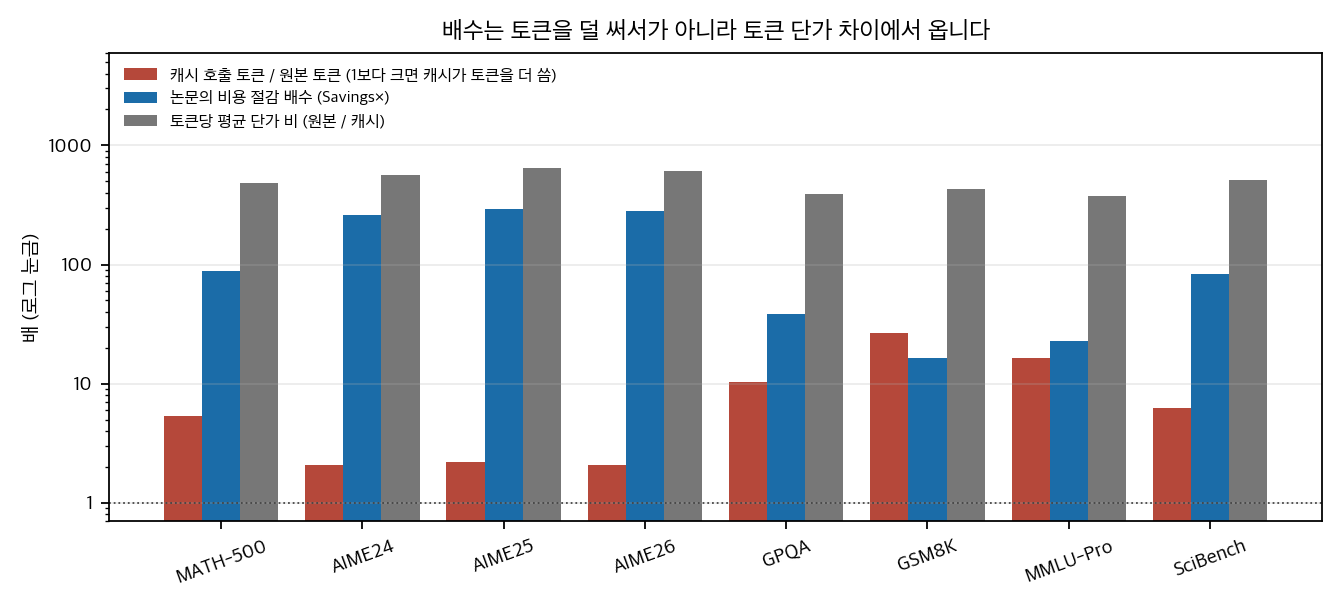 배수는 토큰을 덜 써서가 아니라 토큰 단가 차이에서 옵니다
캐시 호출 토큰 / 원본 토큰 (1보다 크면 캐시가 토큰을 더 씀)
논문의 비용 절감 배수 (Savings×)
토큰당 평균 단가 비 (원본 / 캐시)
배 (로그 눈금)
1000
100
10
1
MATH-500
AIME24
AIME25
AIME26
GPQA
GSM8K
MMLU-Pro
SciBench